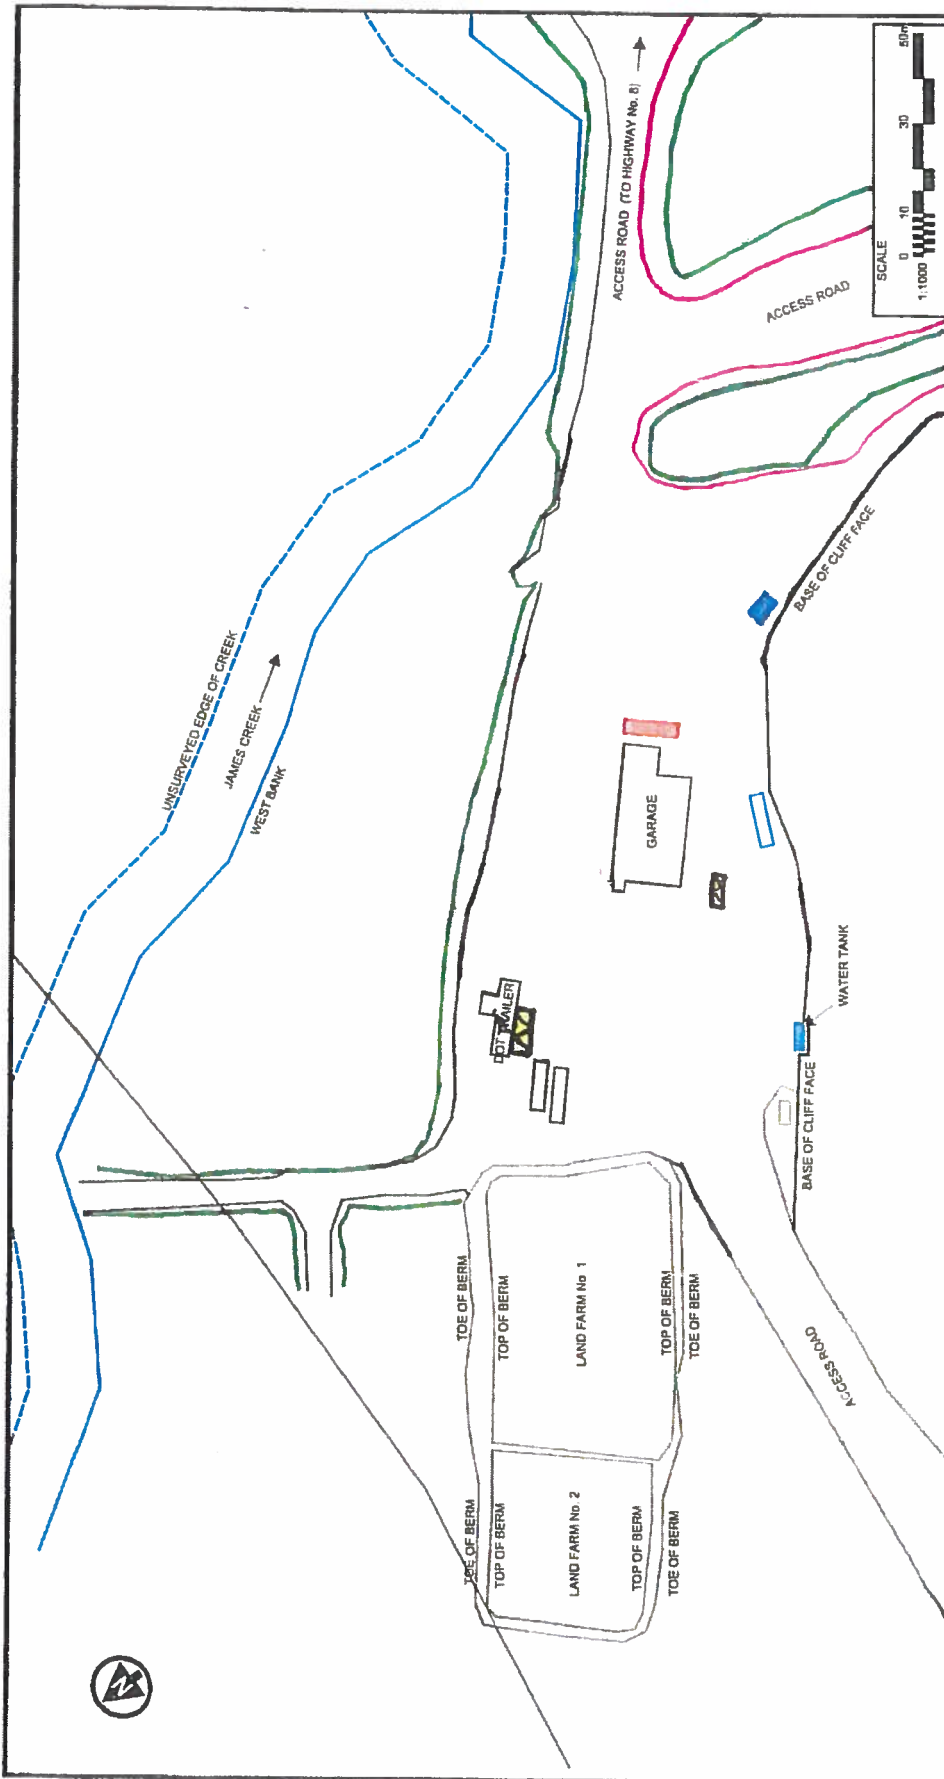 UNSURVEYED EDGE OF CREEK
JAMES CREEK
WEST BANK
ACCESS ROAD (TO HIGHWAY No. 8)
ACCESS ROAD
SCALE
0 10 30 50m
1:1000
BASE OF CLIFF FACE
GARAGE
DOT TRAILER
WATER TANK
BASE OF CLIFF FACE
TOE OF BERM
TOP OF BERM
LAND FARM No. 1
TOP OF BERM
TOE OF BERM
ACCESS ROAD
TOE OF BERM
TOP OF BERM
LAND FARM No. 2
TOP OF BERM
TOE OF BERM
N